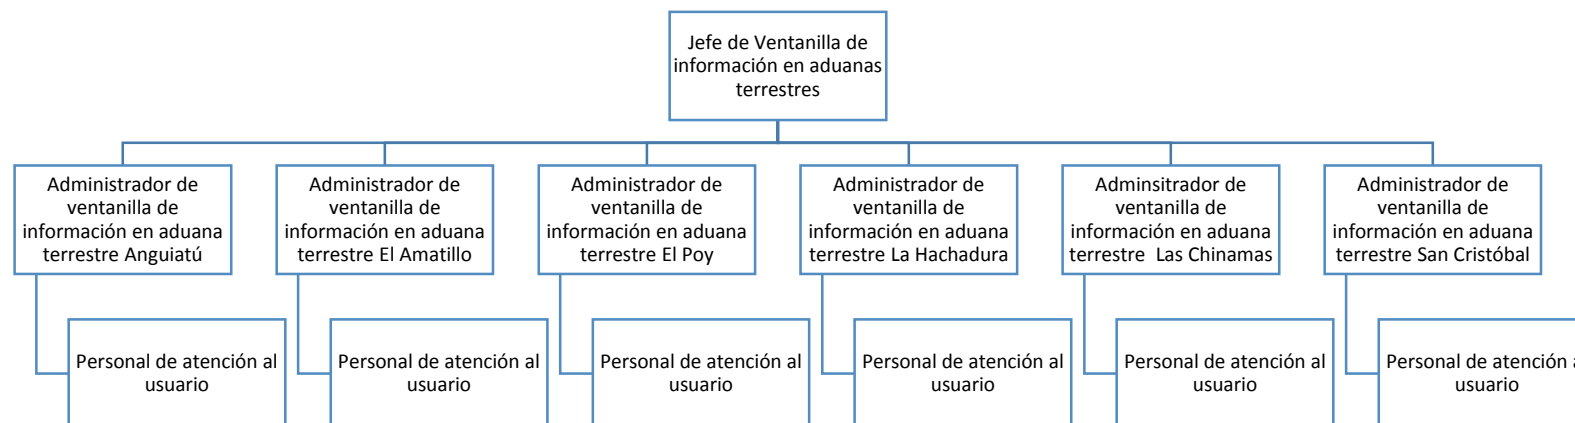 Jefe de Ventanilla de
información en aduanas
terrestres
Administrador de
ventanilla de
información en aduana
terrestre Anguiatú
Administrador de
ventanilla de
información en aduana
terrestre El Amatillo
Administrador de
ventanilla de
información en aduana
terrestre El Poy
Administrador de
ventanilla de
información en aduana
terrestre La Hachadura
Adminsitrador de
ventanilla de
información en aduana
terrestre  Las Chinamas
Administrador de
ventanilla de
información en aduana
terrestre San Cristóbal
Personal de atención al
usuario
Personal de atención al
usuario
Personal de atención al
usuario
Personal de atención al
usuario
Personal de atención al
usuario
Personal de atención
usuario